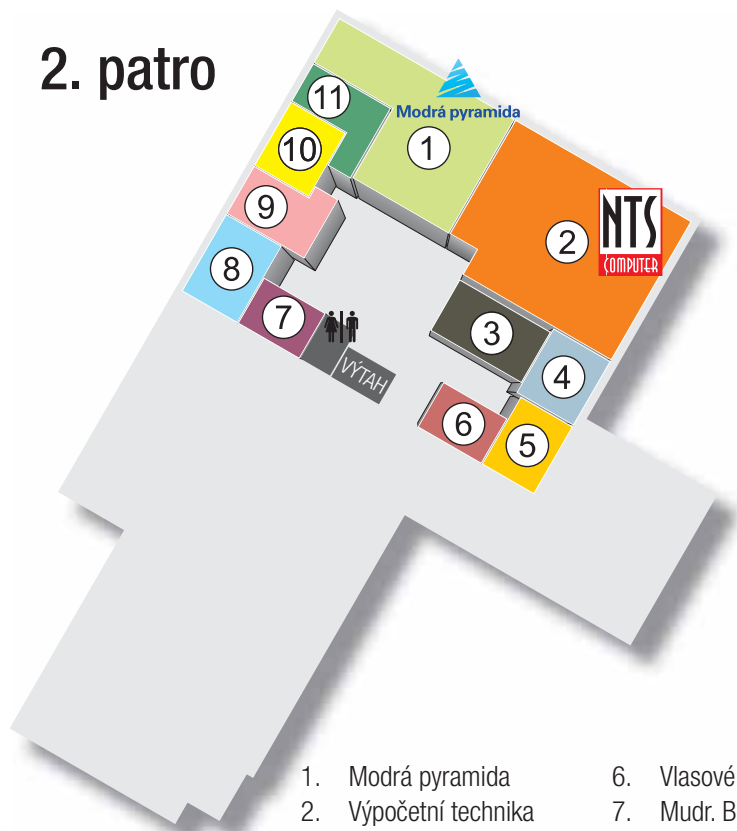 2. patro
11
Modrá pyramida
10
1
9
NTS
COMPUTER
2
8
7
3
VÝTAH
4
6
5
1. Modrá pyramida
2. Výpočetní technika
6. Vlasové
7. Mudr. B